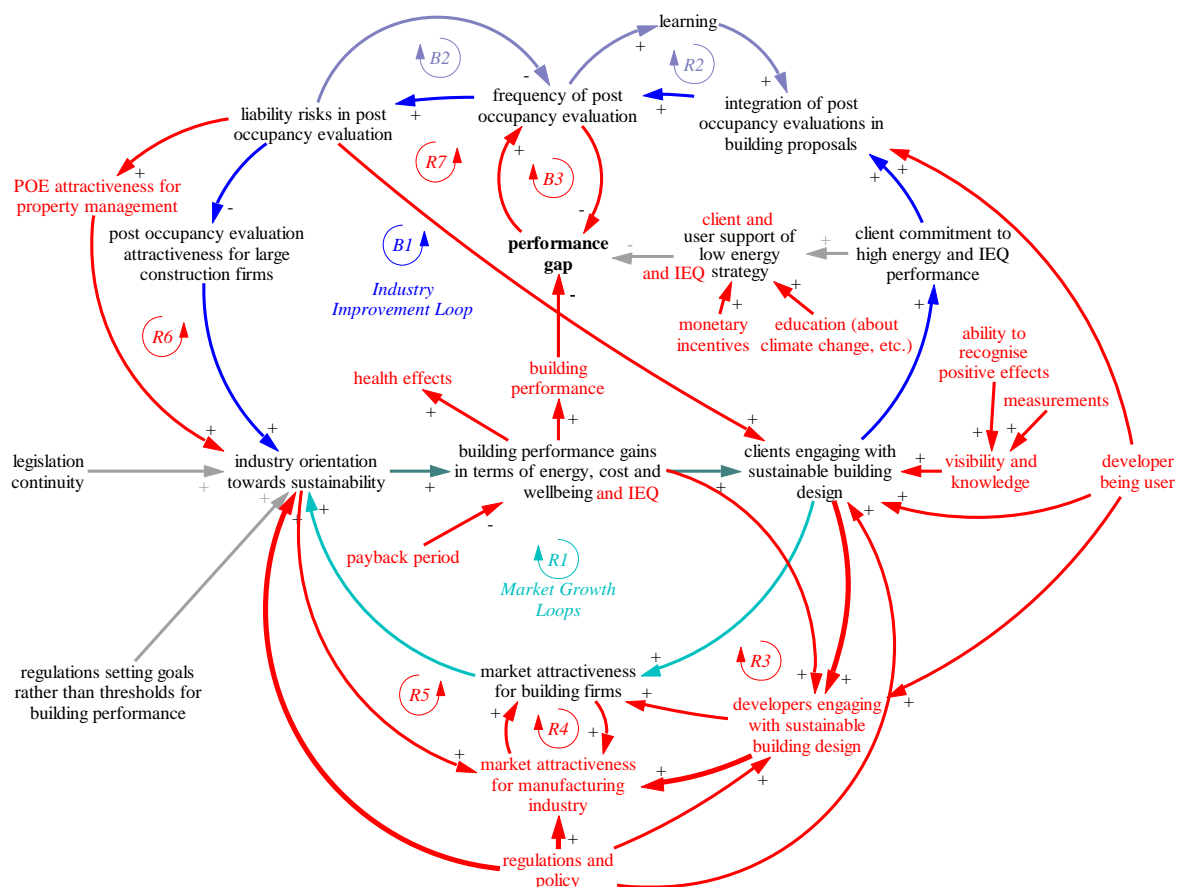 learning
B2
R2
frequency of post
occupancy evaluation
liability risks in post
occupancy evaluation
integration of post
occupancy evaluations in
building proposals
R7
B3
POE attractiveness for
property management
post occupancy evaluation
attractiveness for large
construction firms
B1
Industry
Improvement Loop
performance
gap
client and
user support of
low energy
and IEQ strategy
client commitment to
high energy and IEQ
performance
monetary
incentives
education (about
climate change, etc.)
ability to
recognise
positive effects
measurements
R6
health effects
building
performance
legislation
continuity
industry orientation
towards sustainability
building performance gains
in terms of energy, cost and
wellbeing and IEQ
clients engaging with
sustainable building
design
visibility and
knowledge
developer
being user
payback period
R1
Market Growth
Loops
regulations setting goals
rather than thresholds for
building performance
R5
market attractiveness
for building firms
R3
R4
developers engaging
with sustainable
building design
market attractiveness
for manufacturing
industry
regulations and
policy